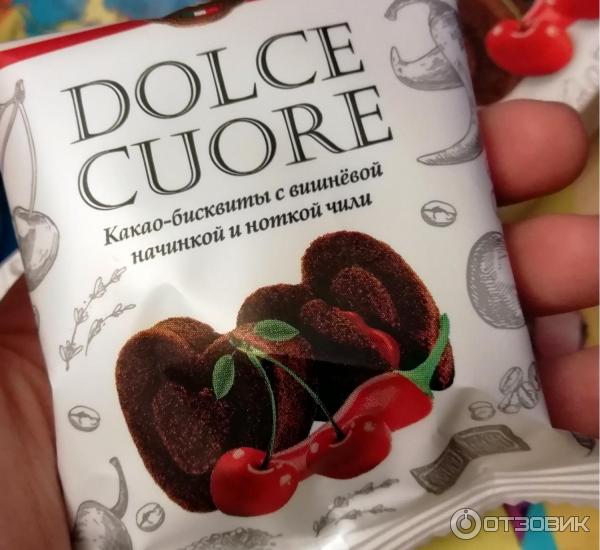 DOLCE
CUORE
Какао-бисквиты с вишнёвой
начинкой и ноткой чили
ОТЗОВИК